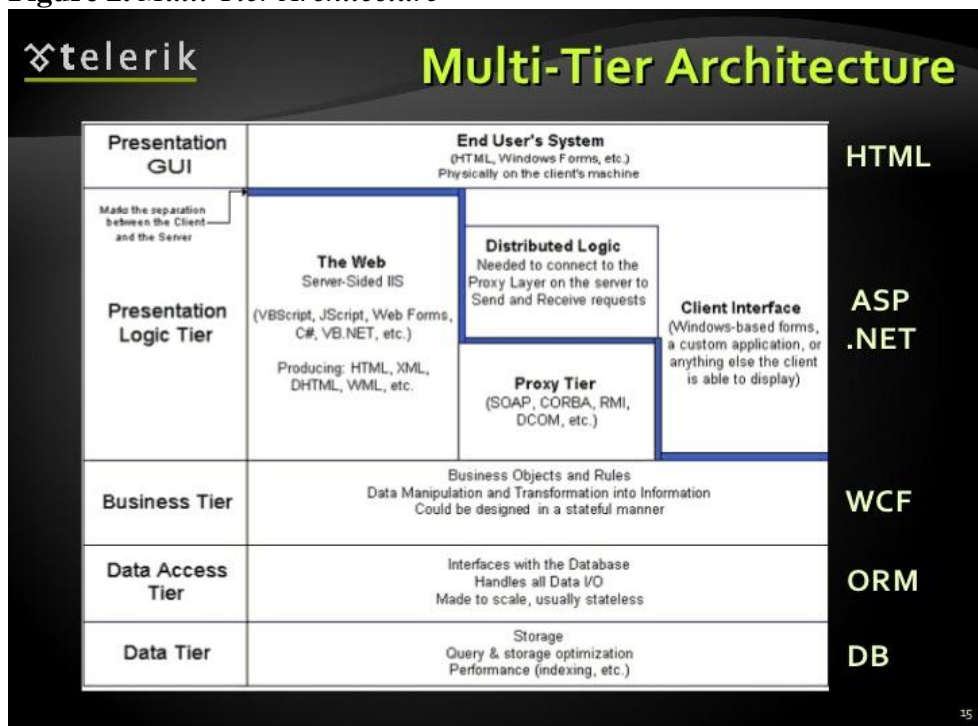 Figure 2. Multi-Tier Architecture
telerik
Multi-Tier Architecture
Presentation
GUI
End User's System
(HTML, Windows Forms, etc.)
Physically on the client's machine
HTML
Marks the separation
between the Client
and the Server
Presentation
Logic Tier
The Web
Server-Sided IIS
(VBScript, JScript, Web Forms,
C#, VB.NET, etc.)
Producing: HTML, XML,
DHTML, WML, etc.
Distributed Logic
Needed to connect to the
Proxy Layer on the server to
Send and Receive requests
Proxy Tier
(SOAP, CORBA, RMI,
DCOM, etc.)
Client Interface
(Windows-based forms,
a custom application, or
anything else the client
is able to display)
ASP
.NET
Business Tier
Business Objects and Rules
Data Manipulation and Transformation into Information
Could be designed in a stateful manner
WCF
Data Access
Tier
Interfaces with the Database
Handles all Data I/O
Made to scale, usually stateless
ORM
Data Tier
Storage
Query & storage optimization
Performance (indexing, etc.)
DB
15